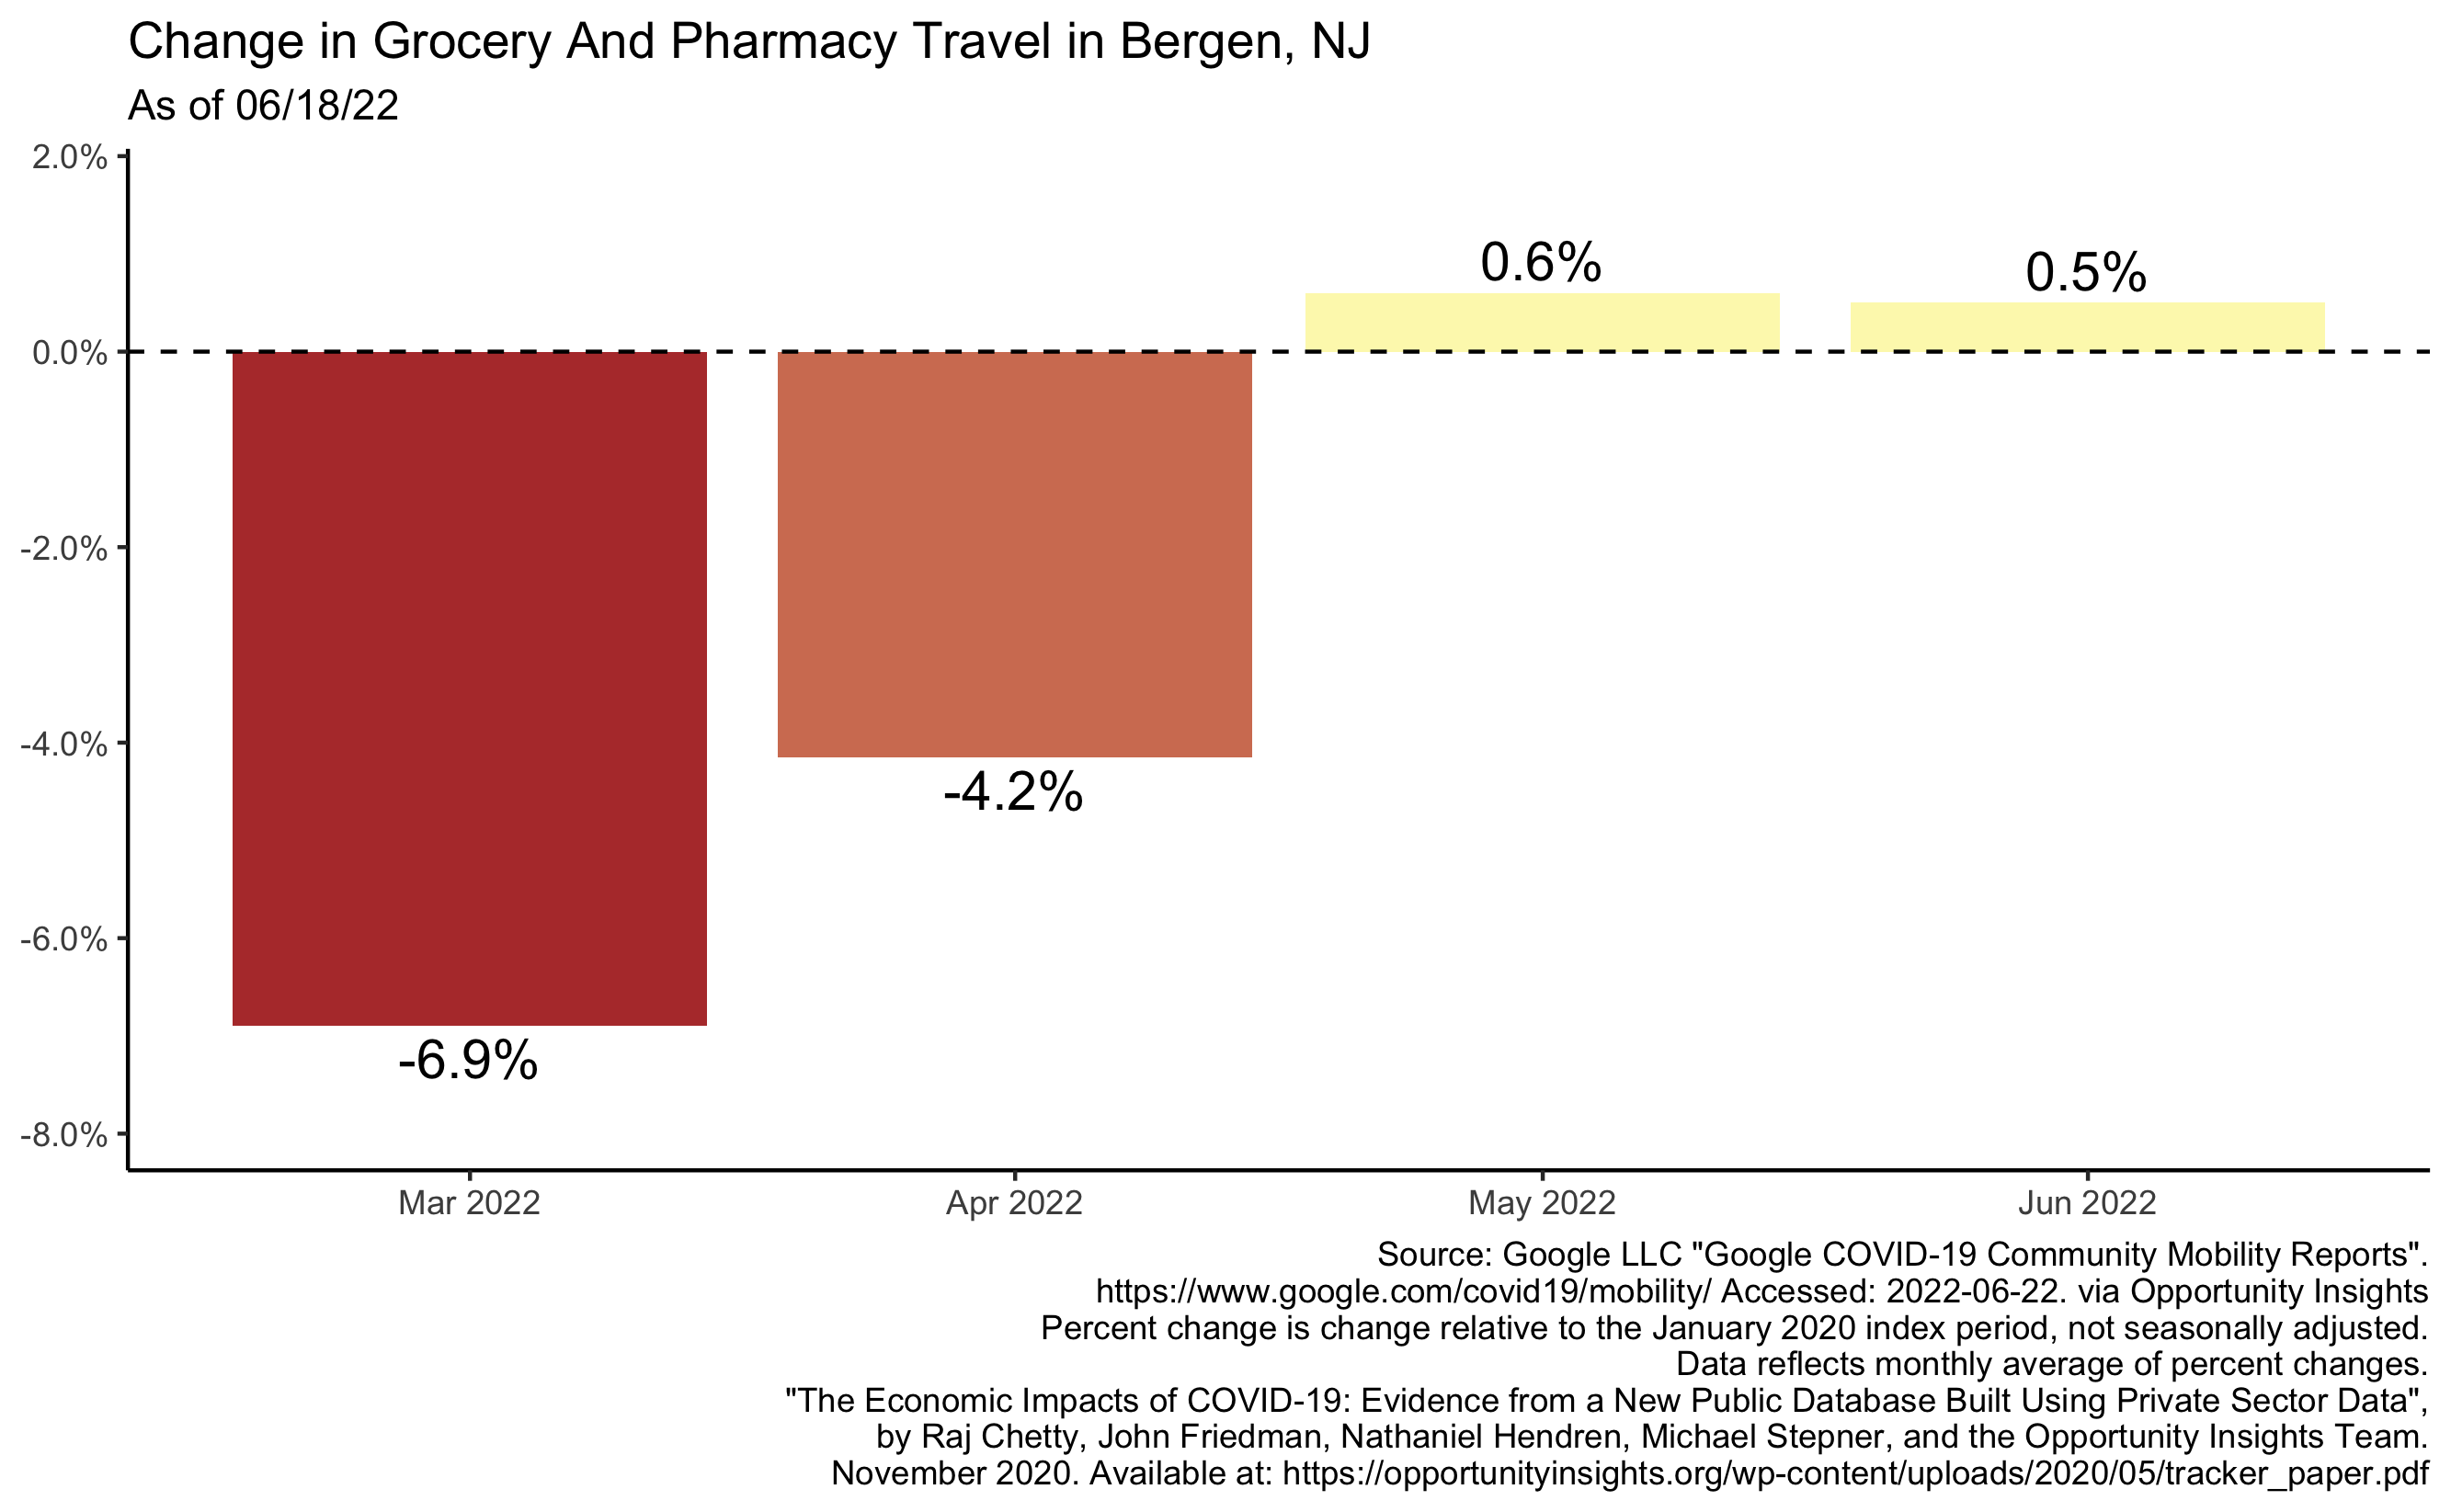 Change in Grocery And Pharmacy Travel in Bergen, NJ
As of 06/18/22
2.0%
0.0%
-2.0%
-4.0%
-6.0%
-8.0%
-6.9%
-4.2%
0.6%
0.5%
Mar 2022
Apr 2022
May 2022
Jun 2022
Source: Google LLC "Google COVID-19 Community Mobility Reports".
https://www.google.com/covid19/mobility/ Accessed: 2022-06-22. via Opportunity Insights
Percent change is change relative to the January 2020 index period, not seasonally adjusted.
Data reflects monthly average of percent changes.
"The Economic Impacts of COVID-19: Evidence from a New Public Database Built Using Private Sector Data",
by Raj Chetty, John Friedman, Nathaniel Hendren, Michael Stepner, and the Opportunity Insights Team.
November 2020. Available at: https://opportunityinsights.org/wp-content/uploads/2020/05/tracker_paper.pdf